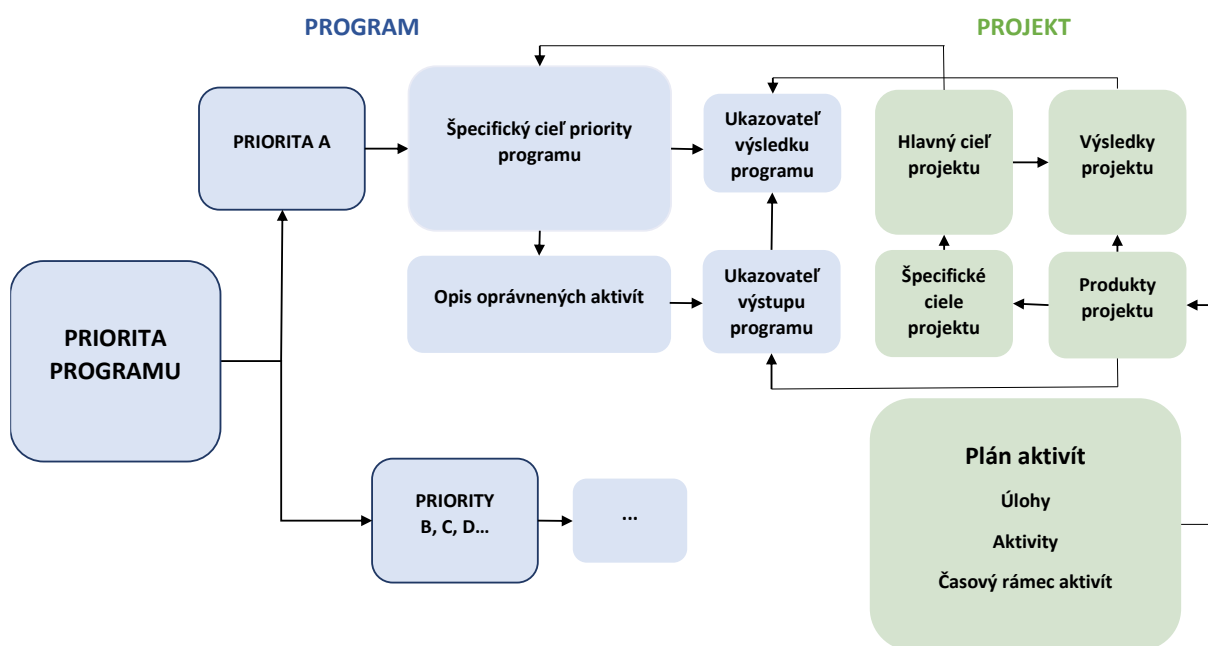 PROGRAM
PROJEKT
PRIORITA A
Špecifický cieľ priority
programu
Ukazovateľ
výsledku
programu
Hlavný cieľ
projektu
Výsledky
projektu
Opis oprávnených aktivít
Ukazovateľ
výstupu
programu
Špecifické
ciele
projektu
Produkty
projektu
PRIORITA
PROGRAMU
PRIORITY
B, C, D...
...
Plán aktivít
Úlohy
Aktivity
Časový rámec aktivít